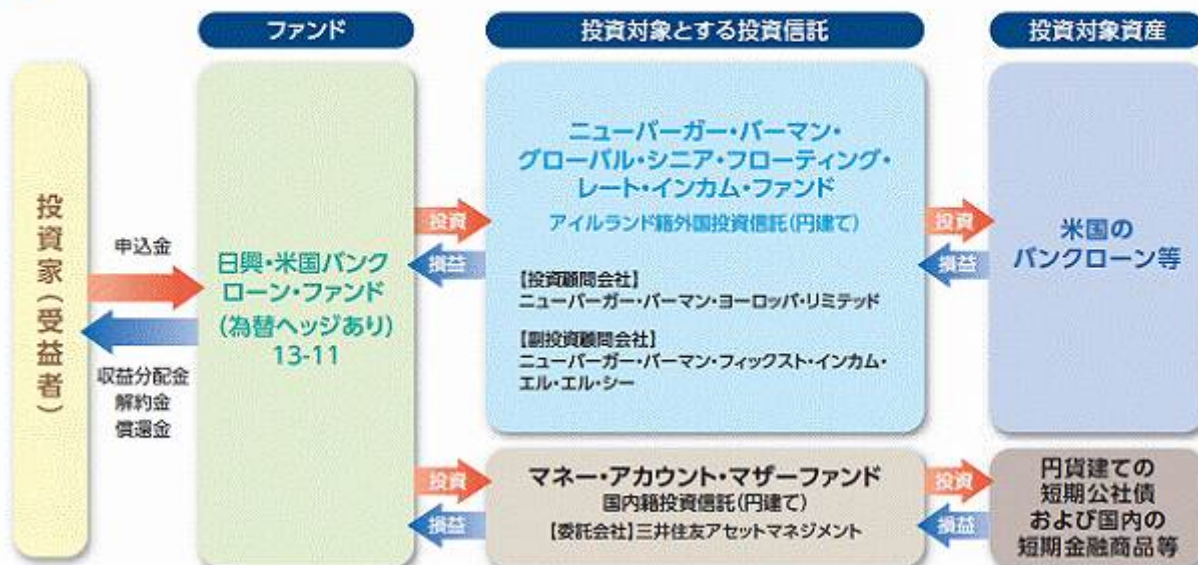 ファンド
投資対象とする投資信託
投資対象資産
投資家(受益者)
申込金
収益分配金
解約金
償還金
日興・米国バンク
ローン・ファンド
(為替ヘッジあり)
13-11
投資
損益
ニューバーガー・バーマン・
グローバル・シニア・フローティング・
レート・インカム・ファンド
アイルランド籍外国投資信託(円建て)
【投資顧問会社】
ニューバーガー・バーマン・ヨーロッパ・リミテッド
【副投資顧問会社】
ニューバーガー・バーマン・フィックスト・インカム・
エル・エル・シー
投資
損益
米国の
バンクローン等
投資
損益
マネー・アカウント・マザーファンド
国内籍投資信託(円建て)
【委託会社】三井住友アセットマネジメント
投資
損益
円貨建ての
短期公社債
および国内の
短期金融商品等